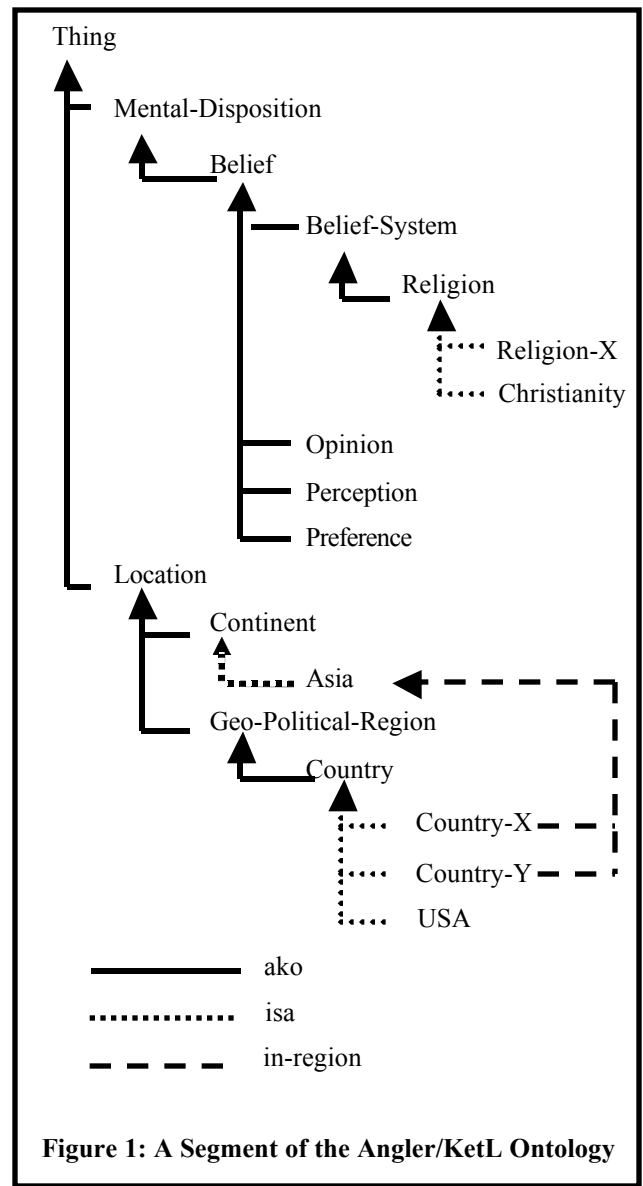 Thing
Mental-Disposition
Belief
Belief-System
Religion
Religion-X
Christianity
Opinion
Perception
Preference
Location
Continent
Asia
Geo-Political-Region
Country
Country-X
Country-Y
USA
ako
isa
in-region
Figure 1: A Segment of the Angler/KetL Ontology